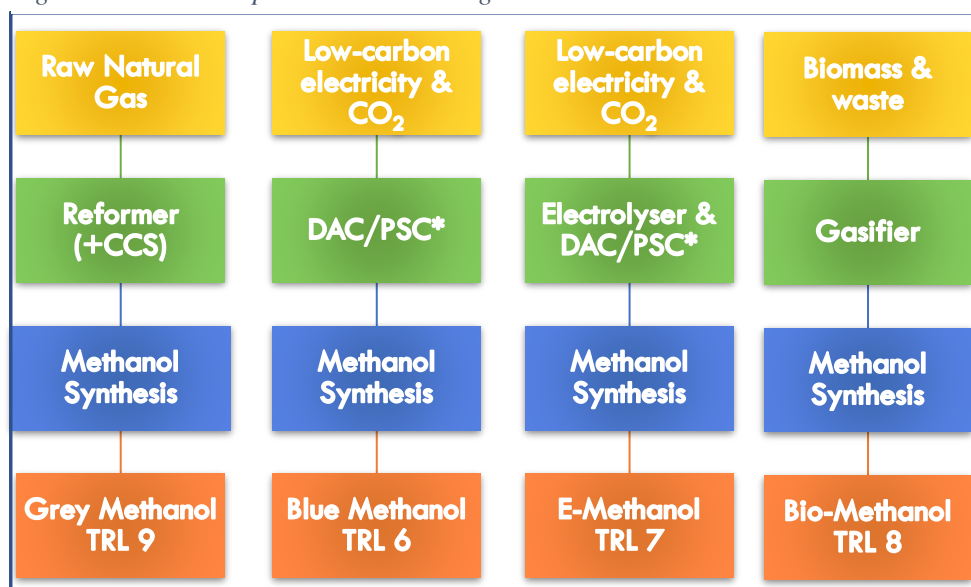 Raw Natural
Gas
Low-carbon
electricity &
CO₂
Low-carbon
electricity &
CO₂
Biomass &
waste
Reformer
(+CCS)
DAC/PSC*
Electrolyser &
DAC/PSC*
Gasifier
Methanol
Synthesis
Methanol
Synthesis
Methanol
Synthesis
Methanol
Synthesis
Grey Methanol
TRL 9
Blue Methanol
TRL 6
E-Methanol
TRL 7
Bio-Methanol
TRL 8